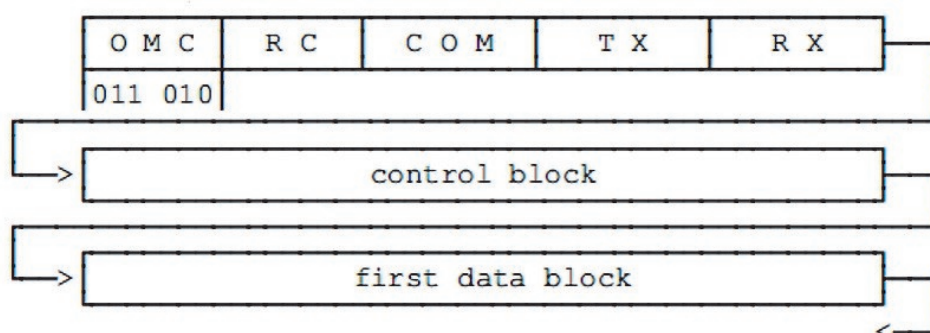 O M C R C C O M T X R X
011 010
> control block
> first data block
<